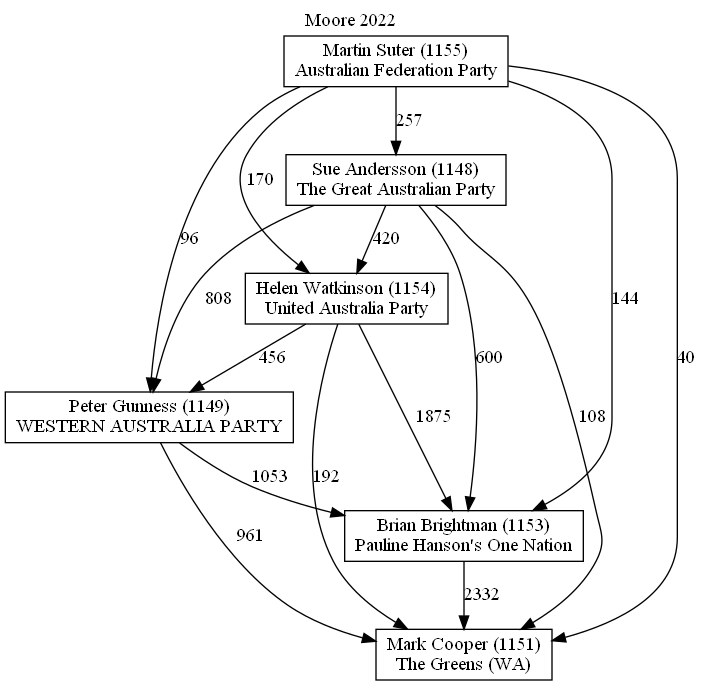 Moore 2022
Martin Suter (1155)
Australian Federation Party
257
Sue Andersson (1148)
The Great Australian Party
170
96
420
Helen Watkinson (1154)
United Australia Party
808
144
600
456
40
Peter Gunness (1149)
WESTERN AUSTRALIA PARTY
1875
108
1053
192
Brian Brightman (1153)
Pauline Hanson's One Nation
961
2332
Mark Cooper (1151)
The Greens (WA)